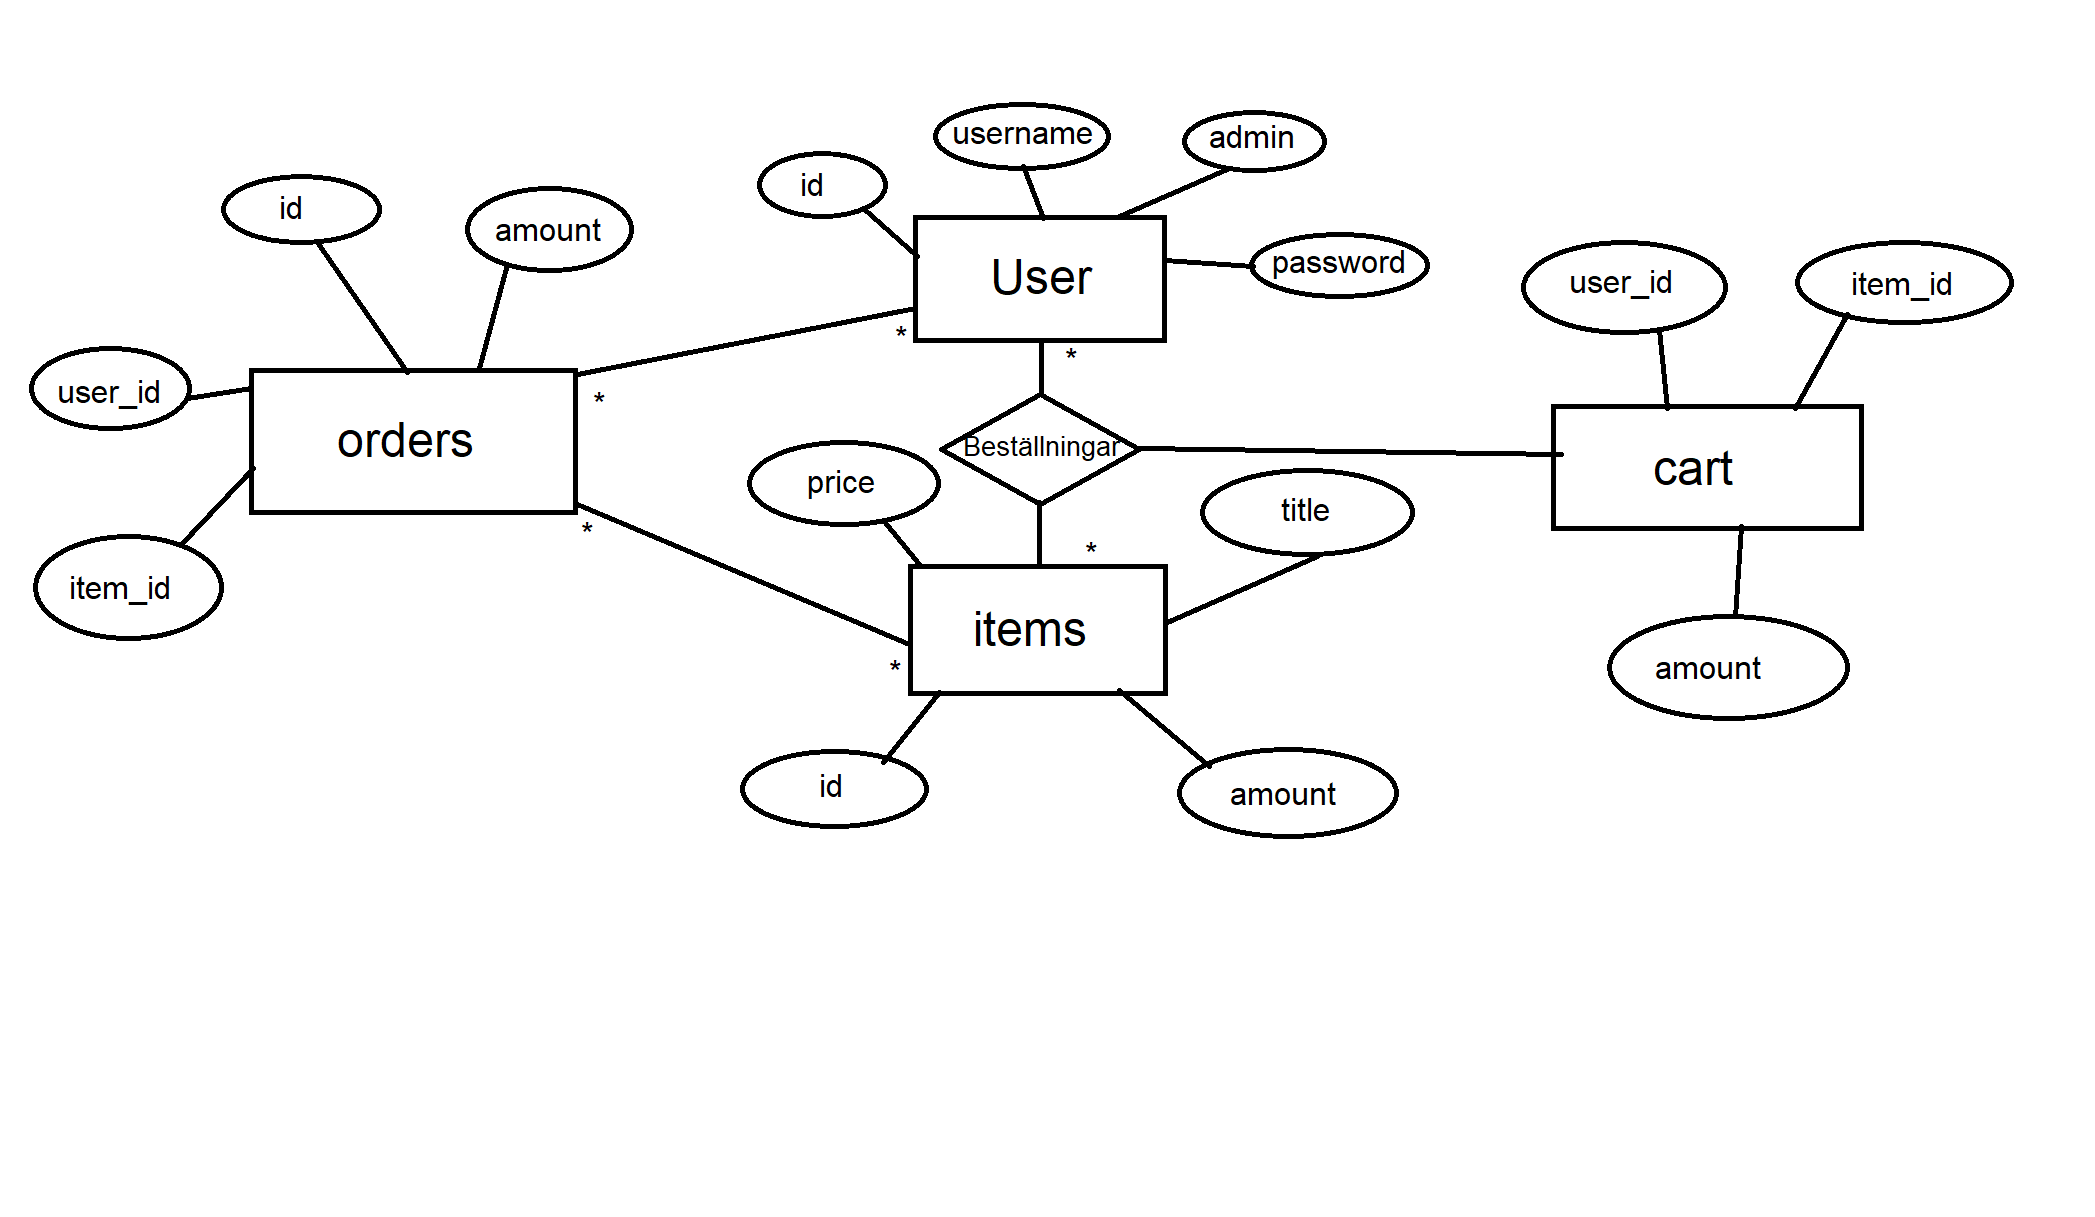 username
admin
id
id
amount
password
User
user_id
item_id
*
*
user_id
*
orders
Beställningar
cart
price
title
*
*
item_id
items
*
amount
id
amount